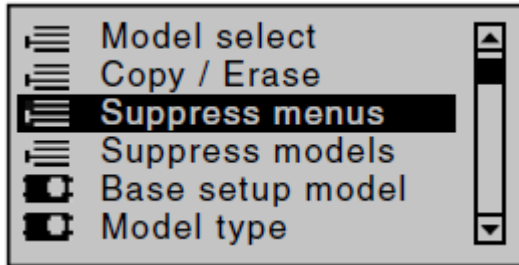 Model select
Copy / Erase
Suppress menus
Suppress models
Base setup model
Model type